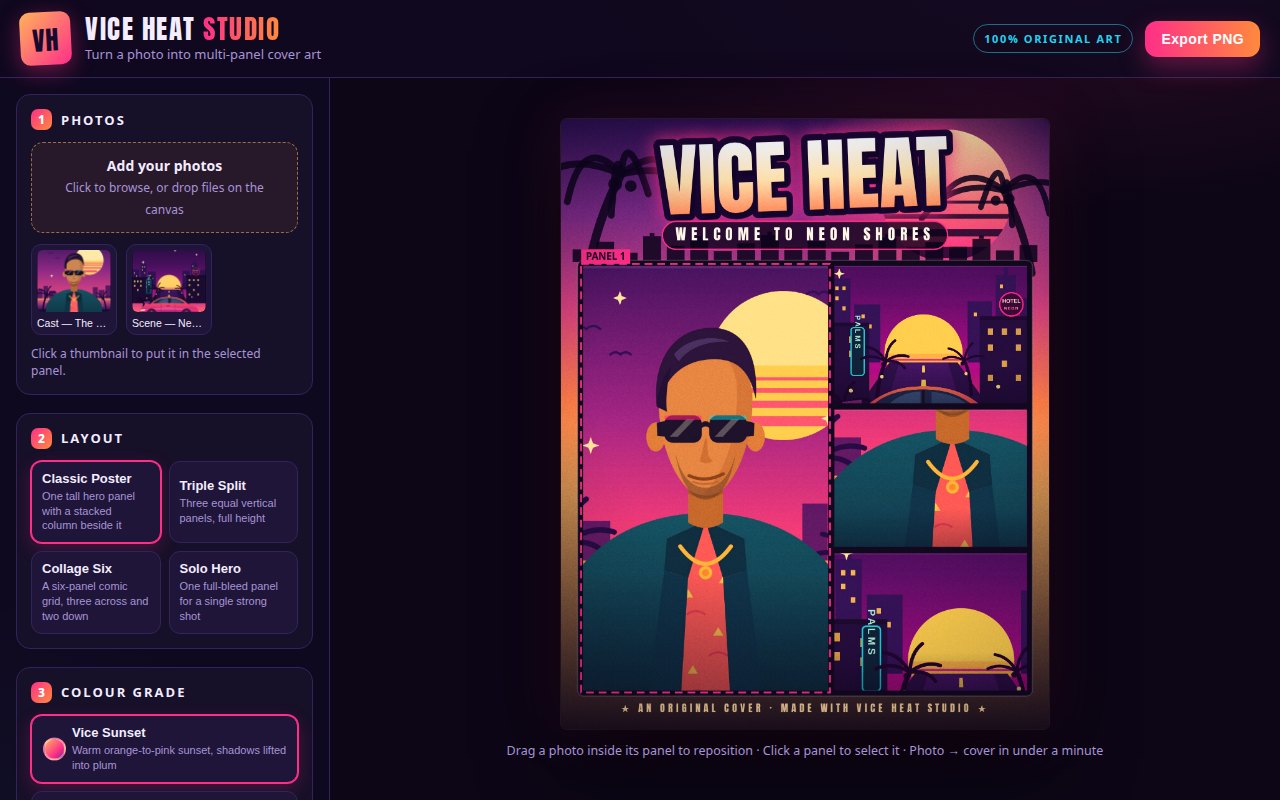 VH
VICE HEAT STUDIO
Turn a photo into multi-panel cover art
100% ORIGINAL ART
Export PNG
1 PHOTOS
Add your photos
Click to browse, or drop files on the
canvas
Cast — The ...
Scene — Ne...
Click a thumbnail to put it in the selected
panel.
2 LAYOUT
Classic Poster
One tall hero panel
with a stacked
column beside it
Triple Split
Three equal vertical
panels, full height
Collage Six
A six-panel comic
grid, three across and
two down
Solo Hero
One full-bleed panel
for a single strong
shot
3 COLOUR GRADE
Vice Sunset
Warm orange-to-pink sunset, shadows lifted
into plum
VICE HEAT
WELCOME TO NEON SHORES
PANEL 1
HOTEL
NEON
PALMS
PALMS
★ AN ORIGINAL COVER · MADE WITH VICE HEAT STUDIO ★
Drag a photo inside its panel to reposition · Click a panel to select it · Photo → cover in under a minute